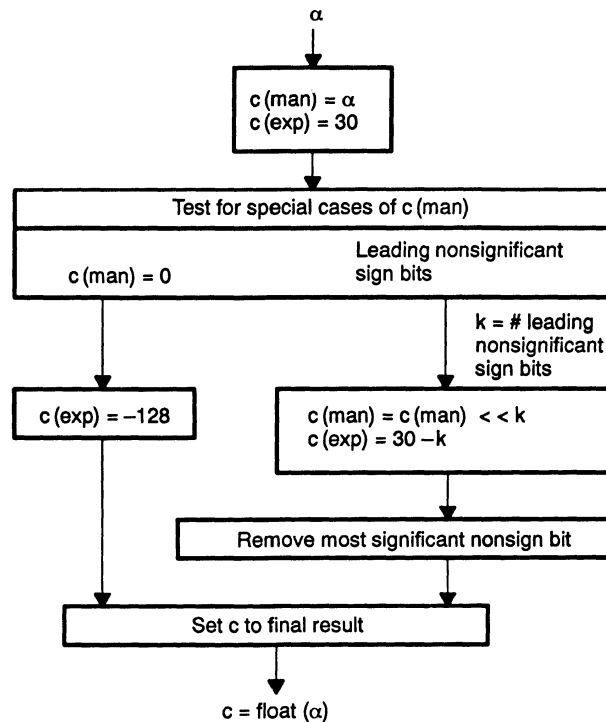 α
c (man) = α
c (exp) = 30
Test for special cases of c (man)
c (man) = 0
Leading nonsignificant
sign bits
k = # leading
nonsignificant
sign bits
c (exp) = –128
c (man) = c (man) < < k
c (exp) = 30 –k
Remove most significant nonsign bit
Set c to final result
c = float (α)